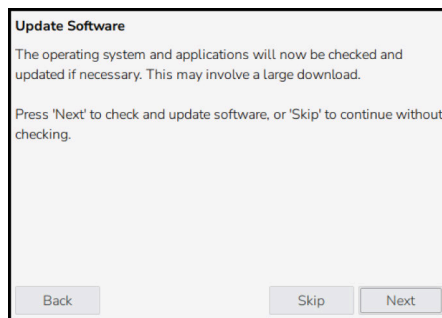 Update Software
The operating system and applications will now be checked and
updated if necessary. This may involve a large download.
Press 'Next' to check and update software, or 'Skip' to continue without
checking.
Back
Skip
Next